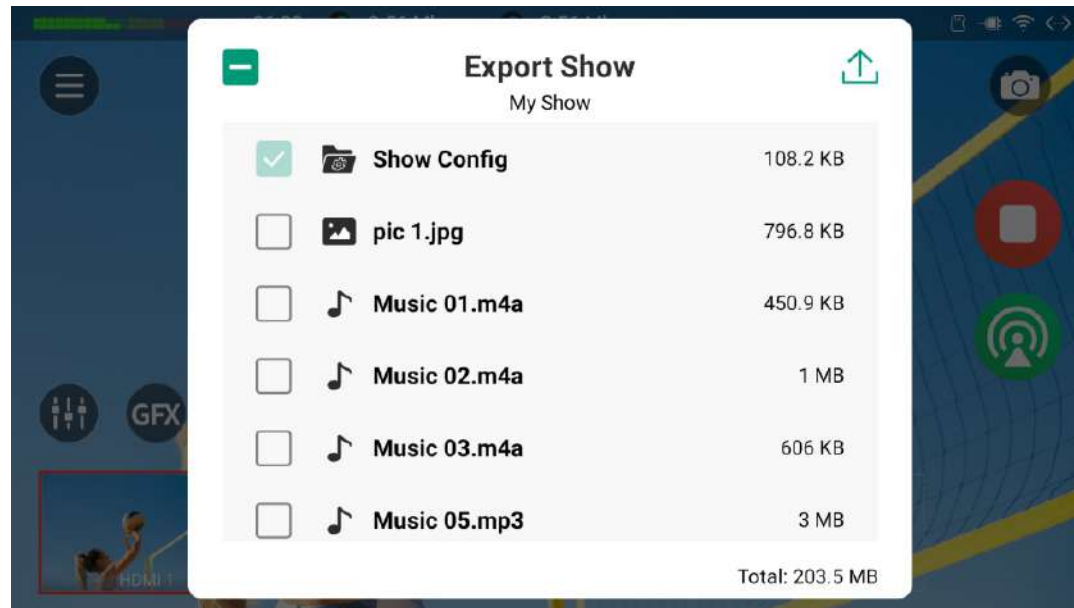 Export Show
My Show
Show Config 108.2 KB
pic 1.jpg 796.8 KB
Music 01.m4a 450.9 KB
Music 02.m4a 1 MB
Music 03.m4a 606 KB
Music 05.mp3 3 MB
GFX
HDMI 1
Total: 203.5 MB